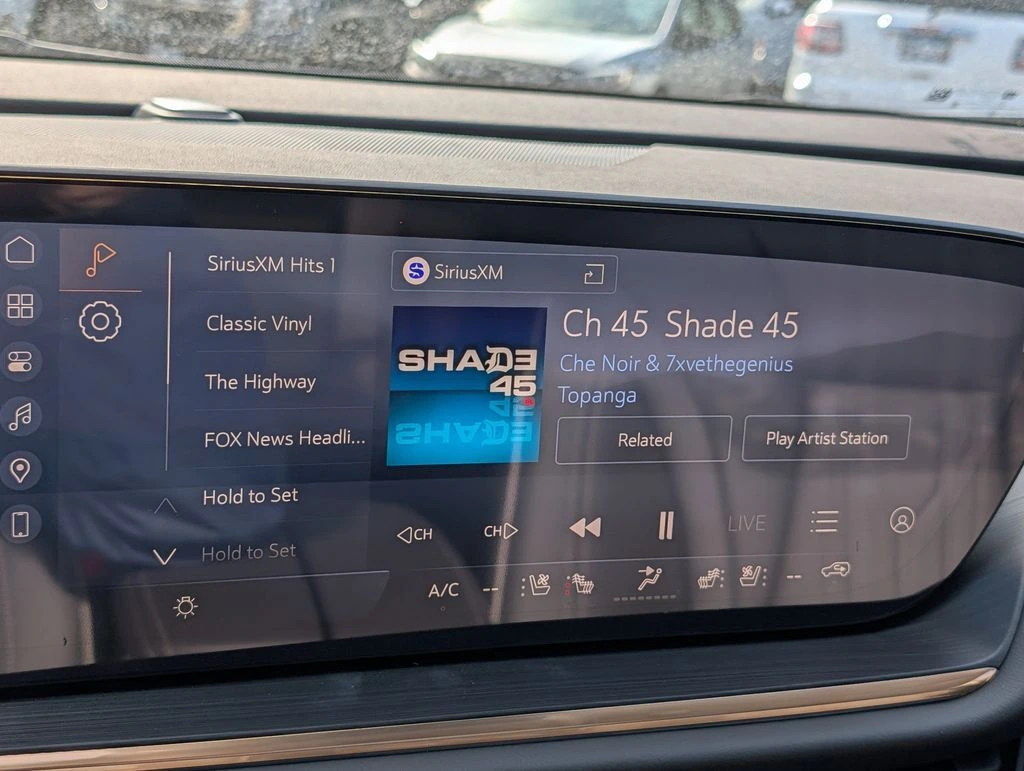 SiriusXM Hits 1
Classic Vinyl
The Highway
FOX News Headli...
Hold to Set
Hold to Set
SiriusXM
SHADE
45
Ch 45 Shade 45
Che Noir & 7xvethegenius
Topanga
Related
Play Artist Station
CH
CH
LIVE
A/C
--
--